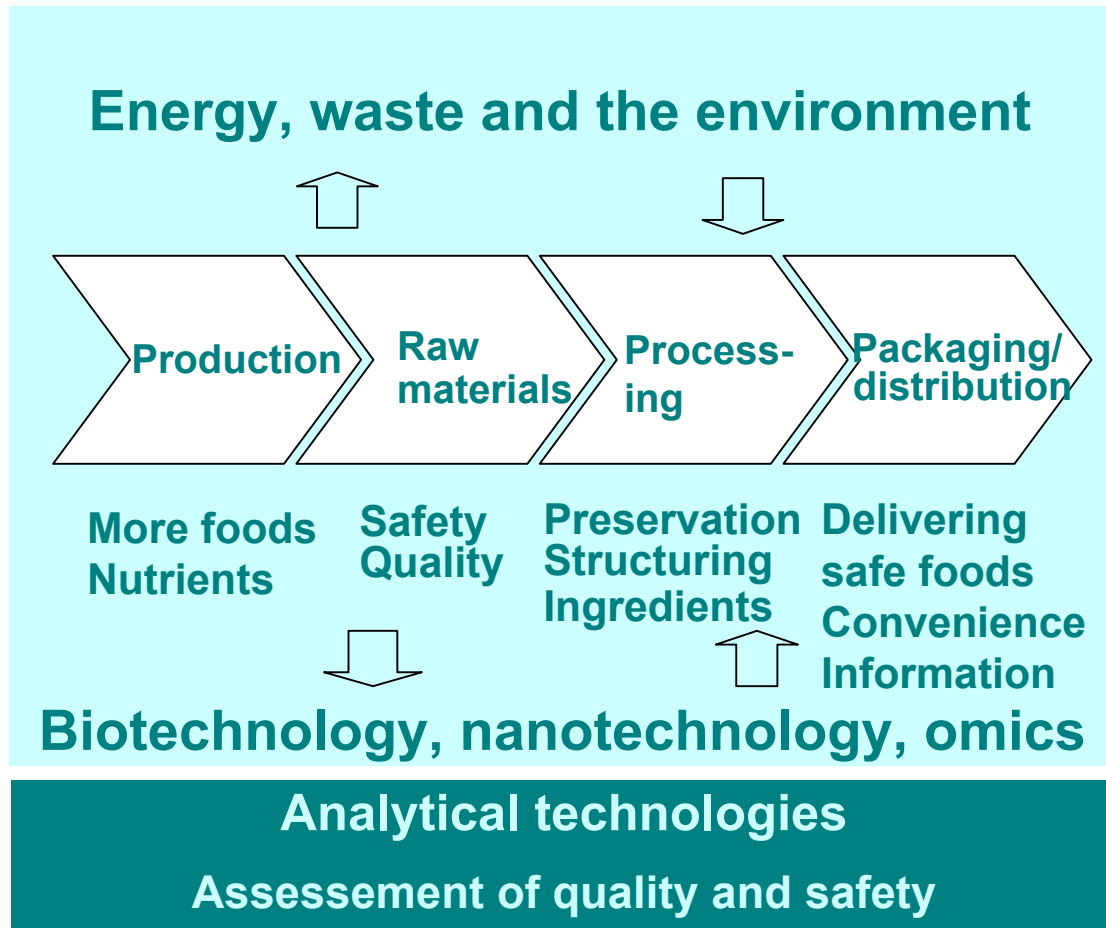 Energy, waste and the environment
Production
Raw
materials
Process-
ing
Packaging/
distribution
More foods
Nutrients
Safety
Quality
Preservation
Structuring
Ingredients
Delivering
safe foods
Convenience
Information
Biotechnology, nanotechnology, omics
Analytical technologies
Assessement of quality and safety